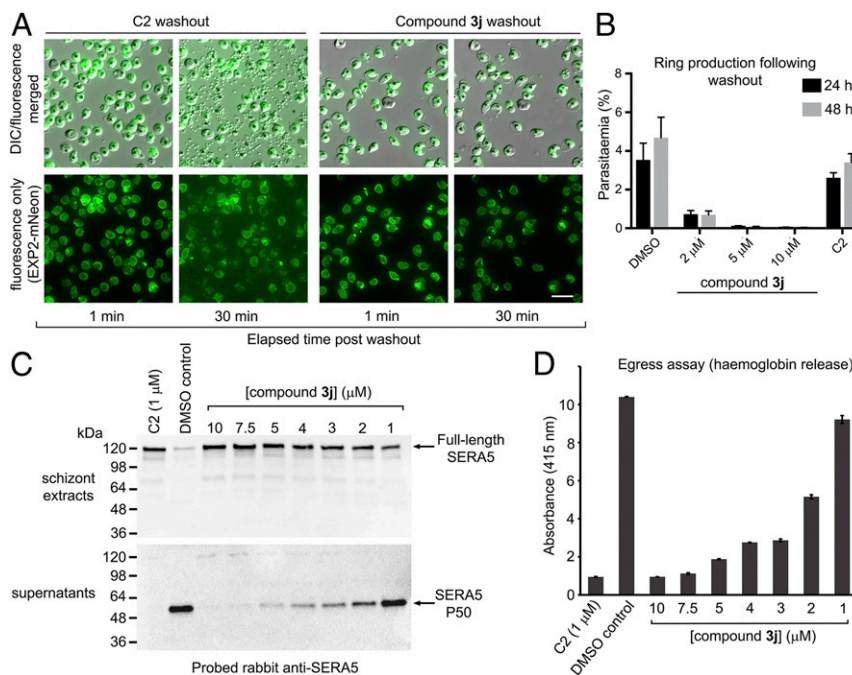 A
C2 washout
Compound 3j washout
DIC/fluorescence
merged
fluorescence only
(EXP2-mNeon)
1 min
30 min
1 min
30 min
Elapsed time post washout
B
Ring production following
washout
24 h
48 h
Parasitaemia (%)
8
6
4
2
0
DMSO
2 μM
5 μM
10 μM
C2
compound 3j
C
C2 (1 μM)
DMSO control
[compound 3j] (μM)
10 7.5 5 4 3 2 1
kDa
120
98
64
48
36
schizont
extracts
Full-length
SERA5
120
98
64
48
36
supernatants
SERA5
P50
Probed rabbit anti-SERA5
D
Egress assay (haemoglobin release)
Absorbance (415 nm)
10
8
6
4
2
0
C2 (1 μM)
DMSO control
10 7.5 5 4 3 2 1
[compound 3j] (μM)